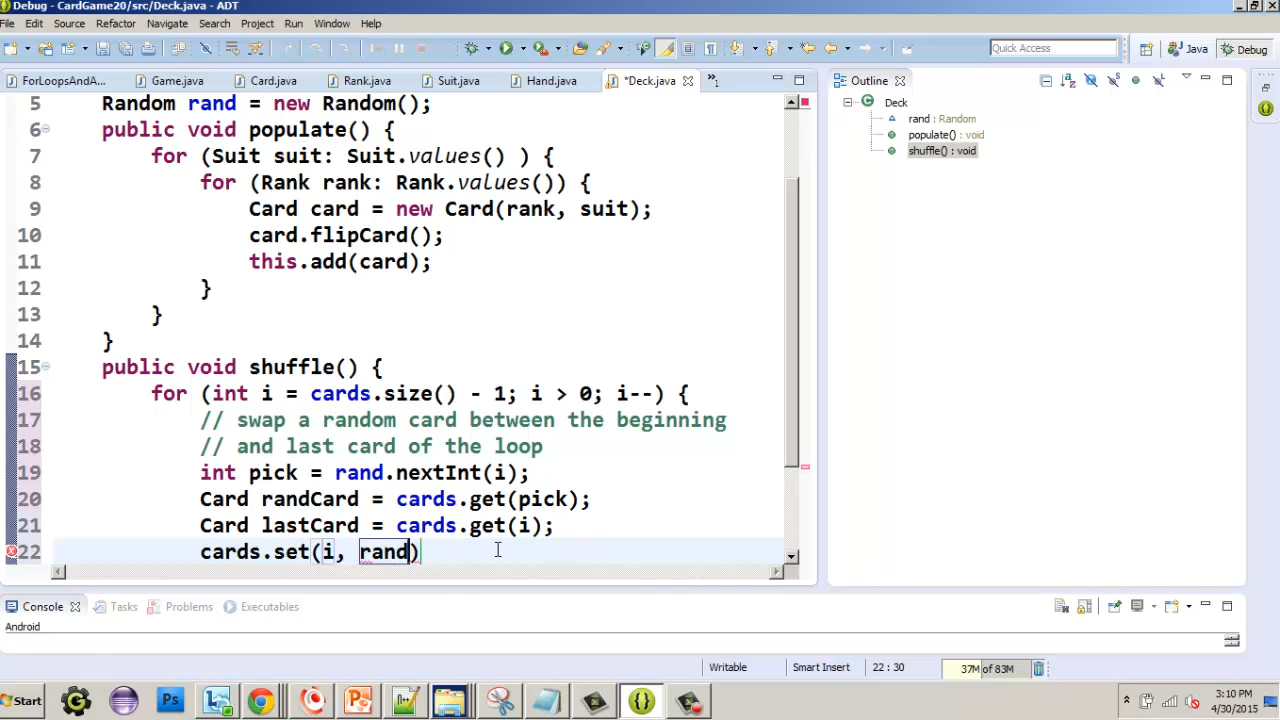 Debug - CardGame20/src/Deck.java - ADT
File Edit Source Refactor Navigate Search Project Run Window Help
Quick Access Java Debug
ForLoopsAndA... Game.java Card.java Rank.java Suit.java Hand.java *Deck.java »1 Outline
5 Random rand = new Random();
6 public void populate() {
7 for (Suit suit: Suit.values() ) {
8 for (Rank rank: Rank.values()) {
9 Card card = new Card(rank, suit);
10 card.flipCard();
11 this.add(card);
12 }
13 }
14 }
15 public void shuffle() {
16 for (int i = cards.size() - 1; i > 0; i--) {
17 // swap a random card between the beginning
18 // and last card of the loop
19 int pick = rand.nextInt(i);
20 Card randCard = cards.get(pick);
21 Card lastCard = cards.get(i);
22 cards.set(i, rand)
Deck
rand : Random
populate() : void
shuffle() : void
Console Tasks Problems Executables
Android
Writable Smart Insert 22 : 30 37M of 83M
Start 3:10 PM
4/30/2015